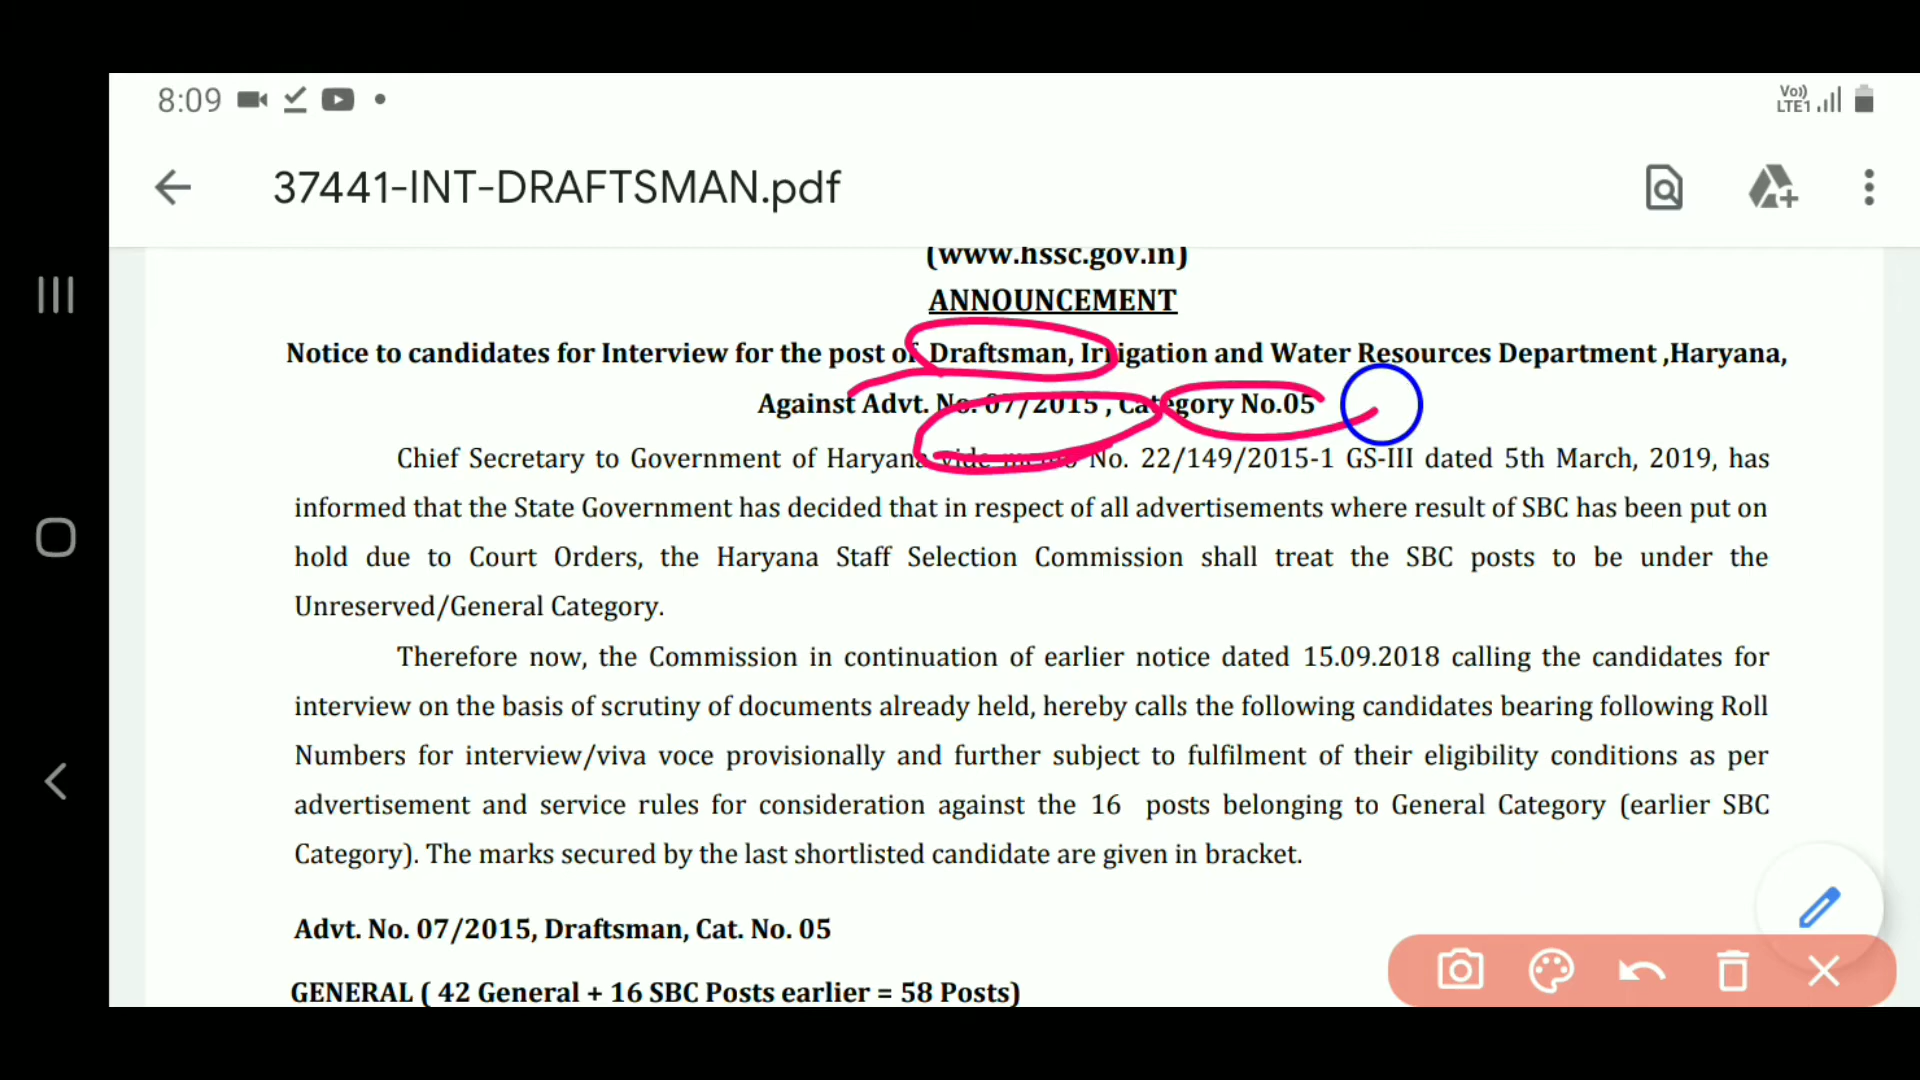 8:09
Vo))
LTE1
37441-INT-DRAFTSMAN.pdf
(www.hssc.gov.in)
ANNOUNCEMENT
Notice to candidates for Interview for the post of Draftsman, Irrigation and Water Resources Department ,Haryana,
Against Advt. No. 07/2015 , Category No.05
Chief Secretary to Government of Haryana vide memo No. 22/149/2015-1 GS-III dated 5th March, 2019, has
informed that the State Government has decided that in respect of all advertisements where result of SBC has been put on
hold due to Court Orders, the Haryana Staff Selection Commission shall treat the SBC posts to be under the
Unreserved/General Category.
Therefore now, the Commission in continuation of earlier notice dated 15.09.2018 calling the candidates for
interview on the basis of scrutiny of documents already held, hereby calls the following candidates bearing following Roll
Numbers for interview/viva voce provisionally and further subject to fulfilment of their eligibility conditions as per
advertisement and service rules for consideration against the 16 posts belonging to General Category (earlier SBC
Category). The marks secured by the last shortlisted candidate are given in bracket.
Advt. No. 07/2015, Draftsman, Cat. No. 05
GENERAL ( 42 General + 16 SBC Posts earlier = 58 Posts)